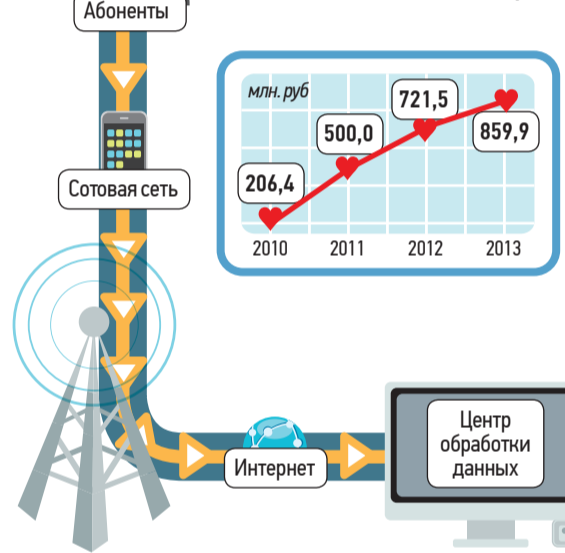 Абоненты
млн. руб
206,4
500,0
721,5
859,9
2010 2011 2012 2013
Сотовая сеть
Интернет
Центр
обработки
данных